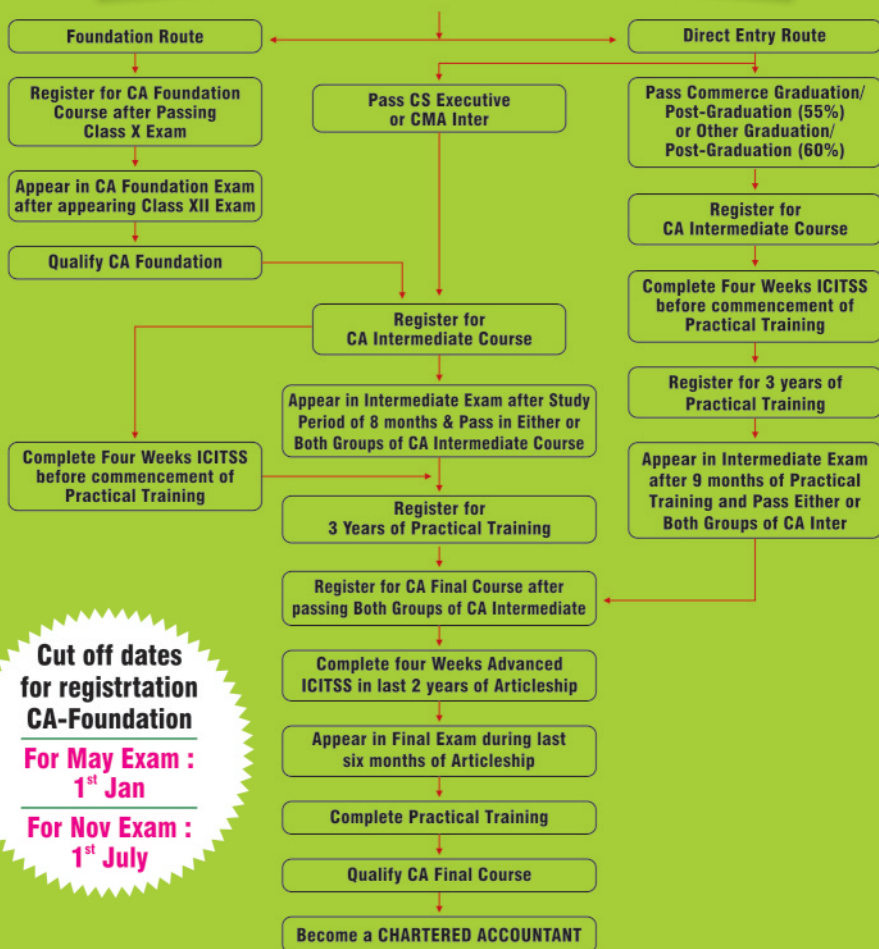 Foundation Route
Direct Entry Route
Register for CA Foundation
Course after Passing
Class X Exam
Pass CS Executive
or CMA Inter
Pass Commerce Graduation/
Post-Graduation (55%)
or Other Graduation/
Post-Graduation (60%)
Appear in CA Foundation Exam
after appearing Class XII Exam
Qualify CA Foundation
Register for
CA Intermediate Course
Complete Four Weeks ICITSS
before commencement of
Practical Training
Register for
CA Intermediate Course
Register for 3 years of
Practical Training
Appear in Intermediate Exam after Study
Period of 8 months & Pass in Either or
Both Groups of CA Intermediate Course
Complete Four Weeks ICITSS
before commencement of
Practical Training
Appear in Intermediate Exam
after 9 months of Practical
Training and Pass Either or
Both Groups of CA Inter
Register for
3 Years of Practical Training
Register for CA Final Course after
passing Both Groups of CA Intermediate
Complete four Weeks Advanced
ICITSS in last 2 years of Articleship
Appear in Final Exam during last
six months of Articleship
Complete Practical Training
Qualify CA Final Course
Become a CHARTERED ACCOUNTANT
Cut off dates
for registrtation
CA-Foundation
For May Exam :
1st Jan
For Nov Exam :
1st July